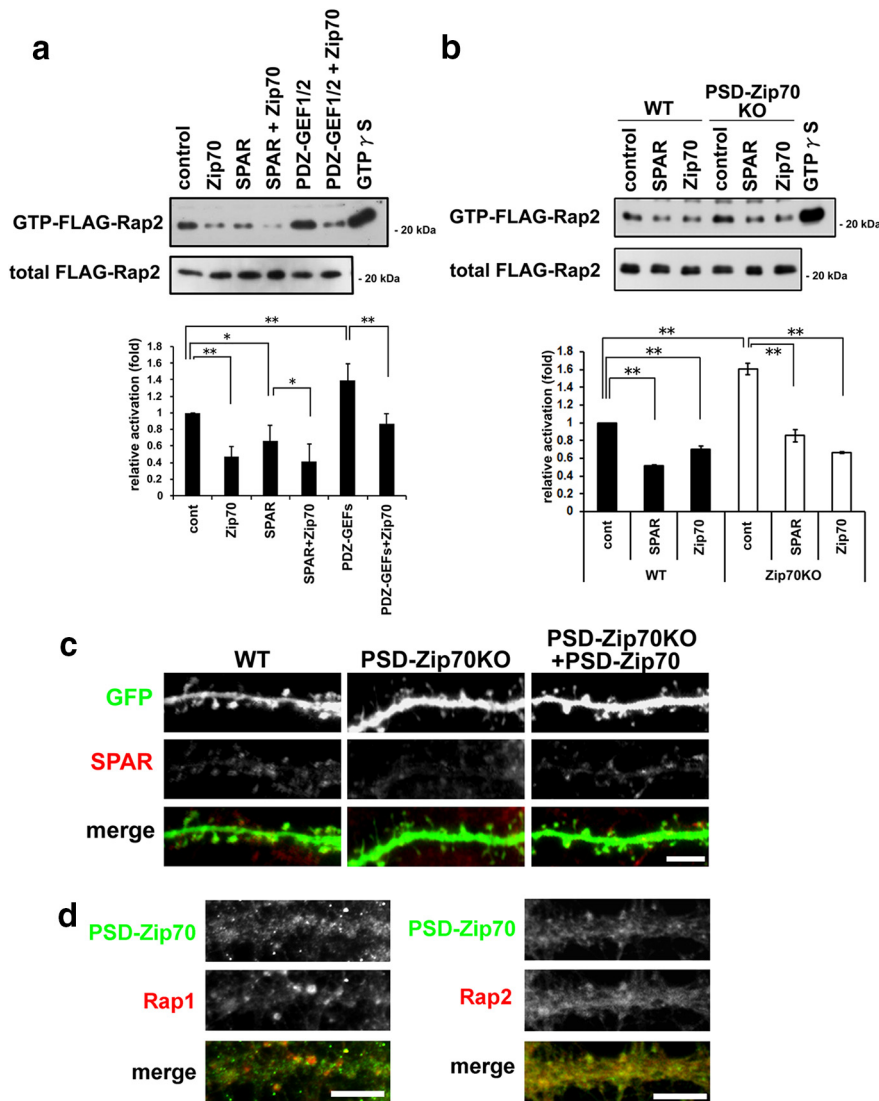 a
control
Zip70
SPAR
SPAR + Zip70
PDZ-GEF1/2
PDZ-GEF1/2 + Zip70
GTPγS
GTP-FLAG-Rap2
- 20 kDa
total FLAG-Rap2
- 20 kDa
relative activation (fold)
1.8
1.6
1.4
1.2
1
0.8
0.6
0.4
0.2
0
**
*
**
*
**
cont
Zip70
SPAR
SPAR+Zip70
PDZ-GEFs
PDZ-GEFs+Zip70
b
WT
PSD-Zip70
KO
control
SPAR
Zip70
control
SPAR
Zip70
GTPγS
GTP-FLAG-Rap2
- 20 kDa
total FLAG-Rap2
- 20 kDa
relative activation (fold)
1.8
1.6
1.4
1.2
1
0.8
0.6
0.4
0.2
0
**
**
**
**
**
cont
SPAR
Zip70
cont
SPAR
Zip70
WT
Zip70KO
c
WT
PSD-Zip70KO
PSD-Zip70KO
+PSD-Zip70
GFP
SPAR
merge
d
PSD-Zip70
Rap1
merge
PSD-Zip70
Rap2
merge